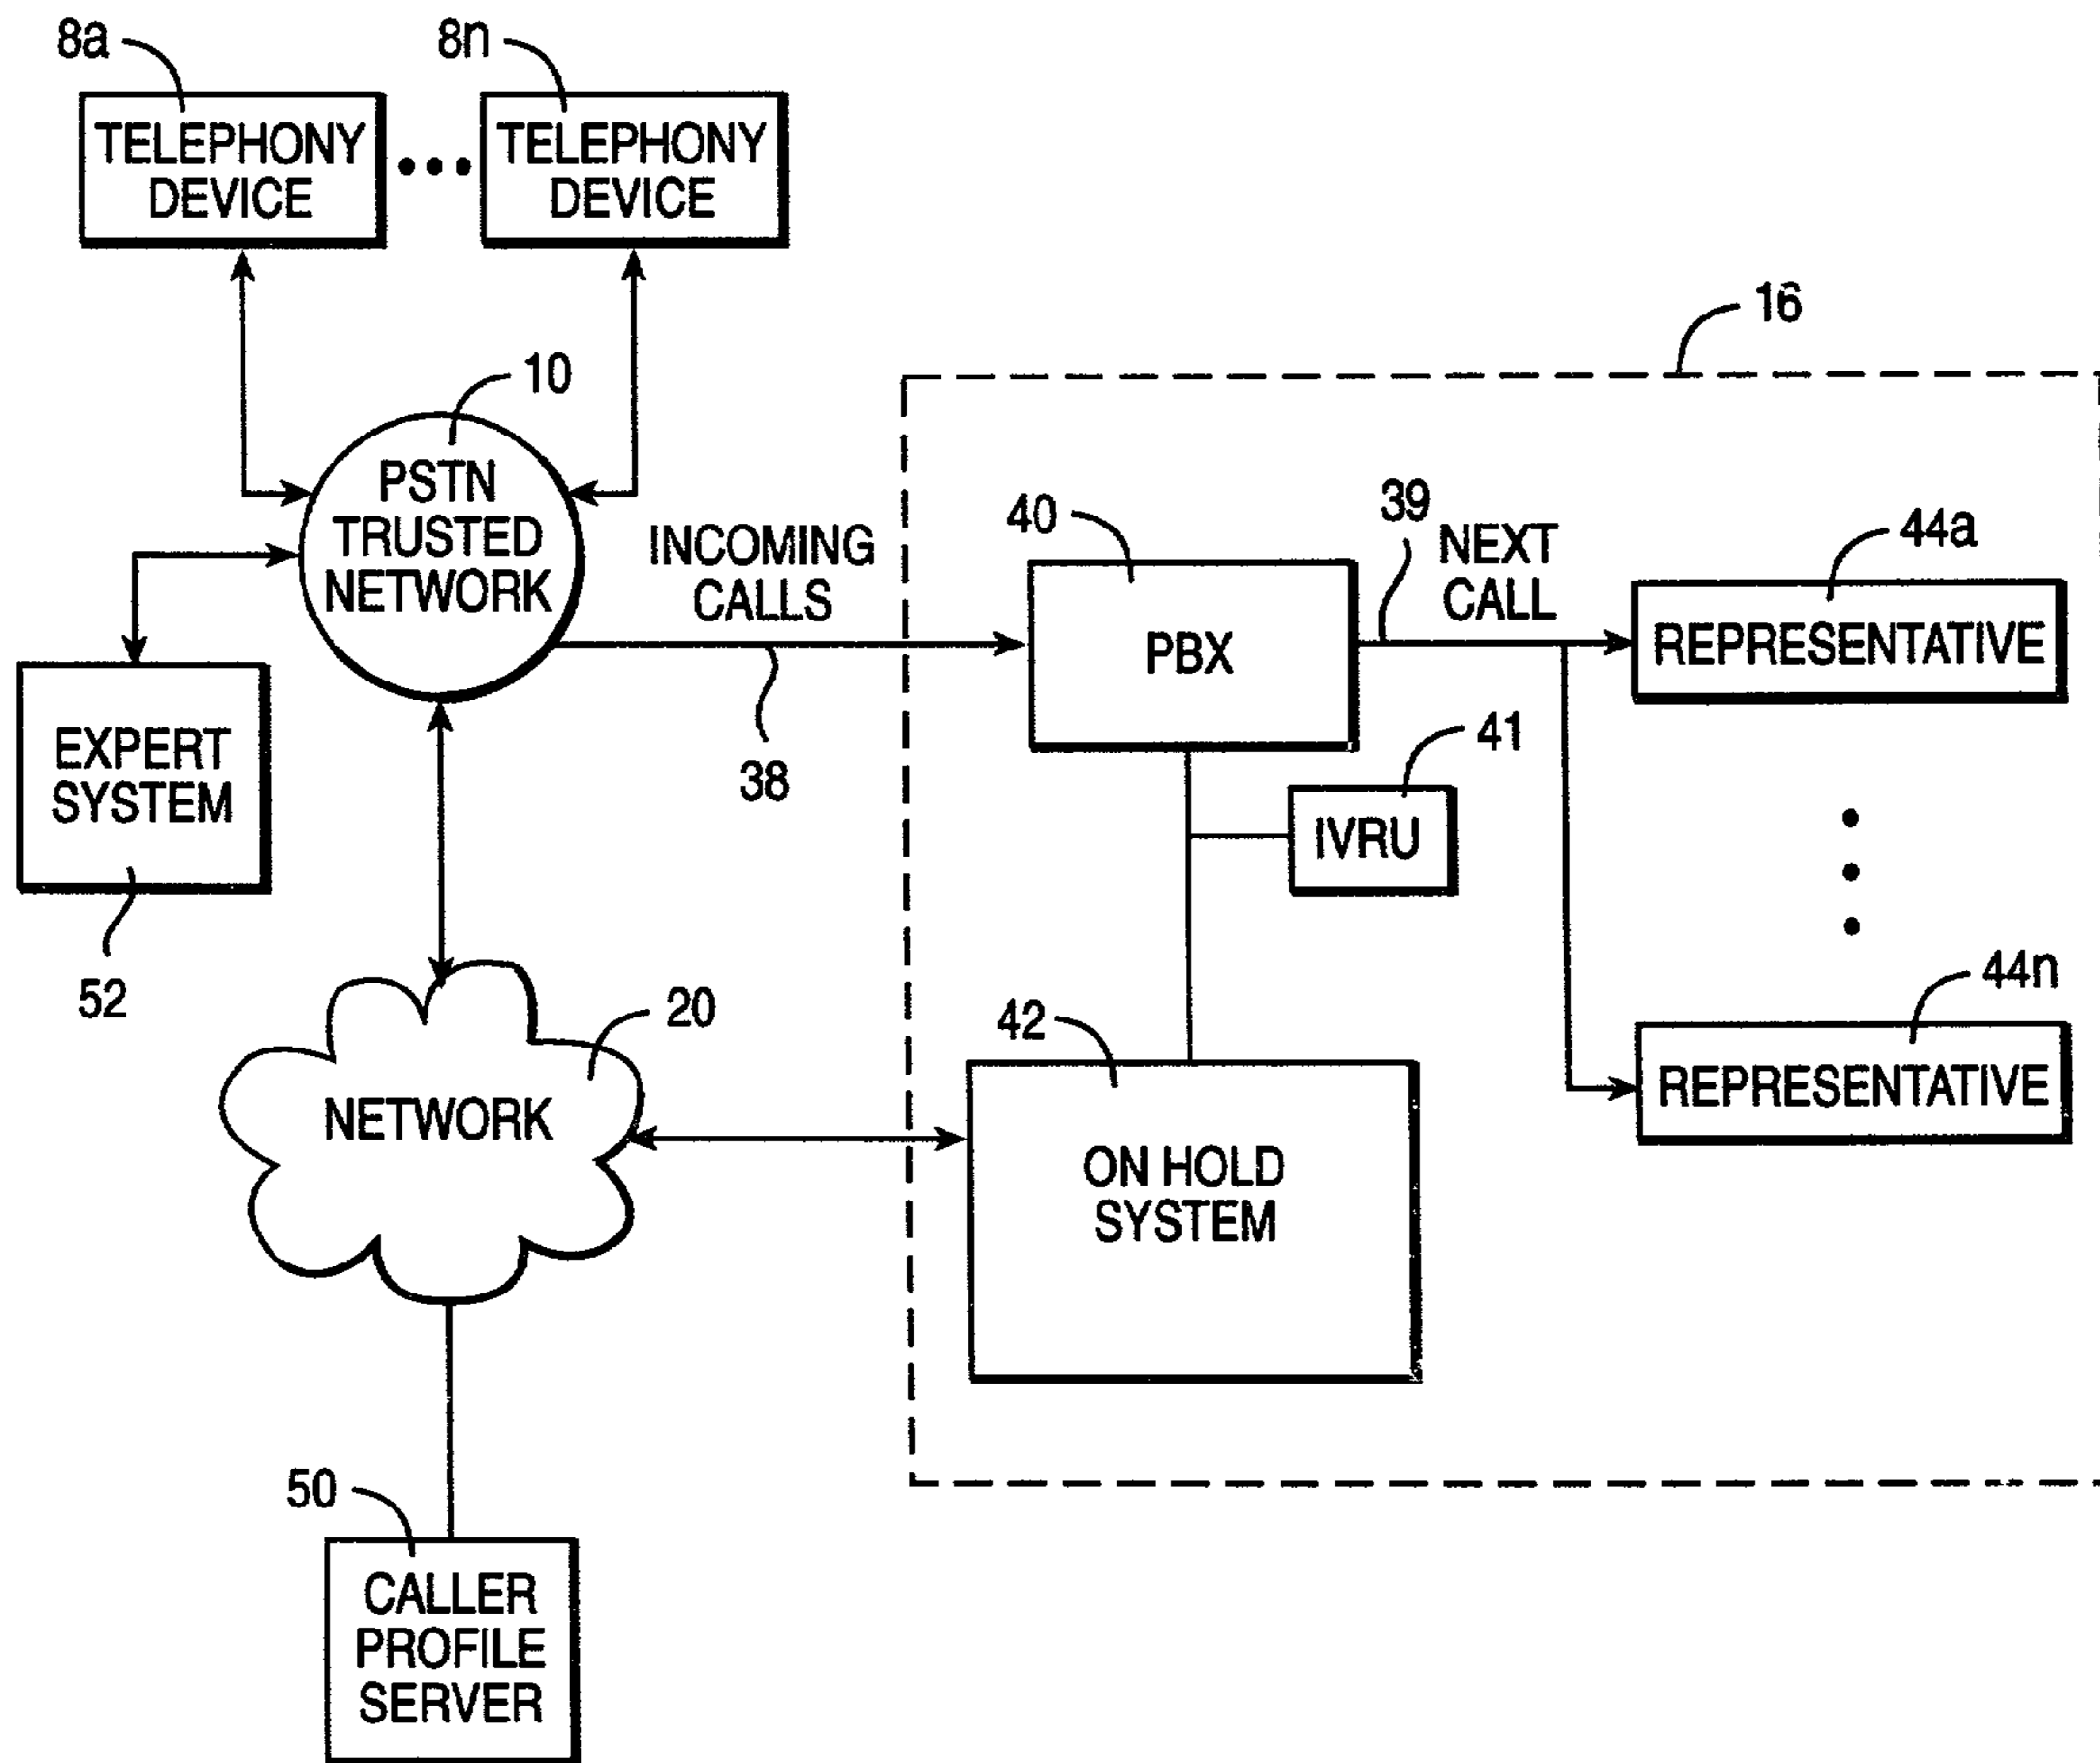 8a
8n
TELEPHONY
DEVICE
TELEPHONY
DEVICE
16
10
PSTN
TRUSTED
NETWORK
INCOMING
CALLS
38
40
PBX
39
NEXT
CALL
44a
REPRESENTATIVE
41
IVRU
EXPERT
SYSTEM
52
44n
REPRESENTATIVE
20
NETWORK
42
ON HOLD
SYSTEM
50
CALLER
PROFILE
SERVER